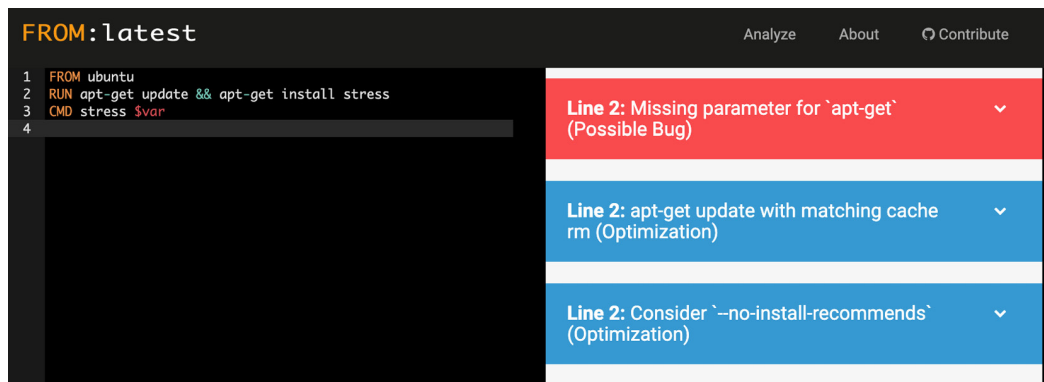 FROM:latest
Analyze About Contribute
1 FROM ubuntu
2 RUN apt-get update && apt-get install stress
3 CMD stress $var
4
Line 2: Missing parameter for `apt-get`
(Possible Bug)
Line 2: apt-get update with matching cache
rm (Optimization)
Line 2: Consider `--no-install-recommends`
(Optimization)